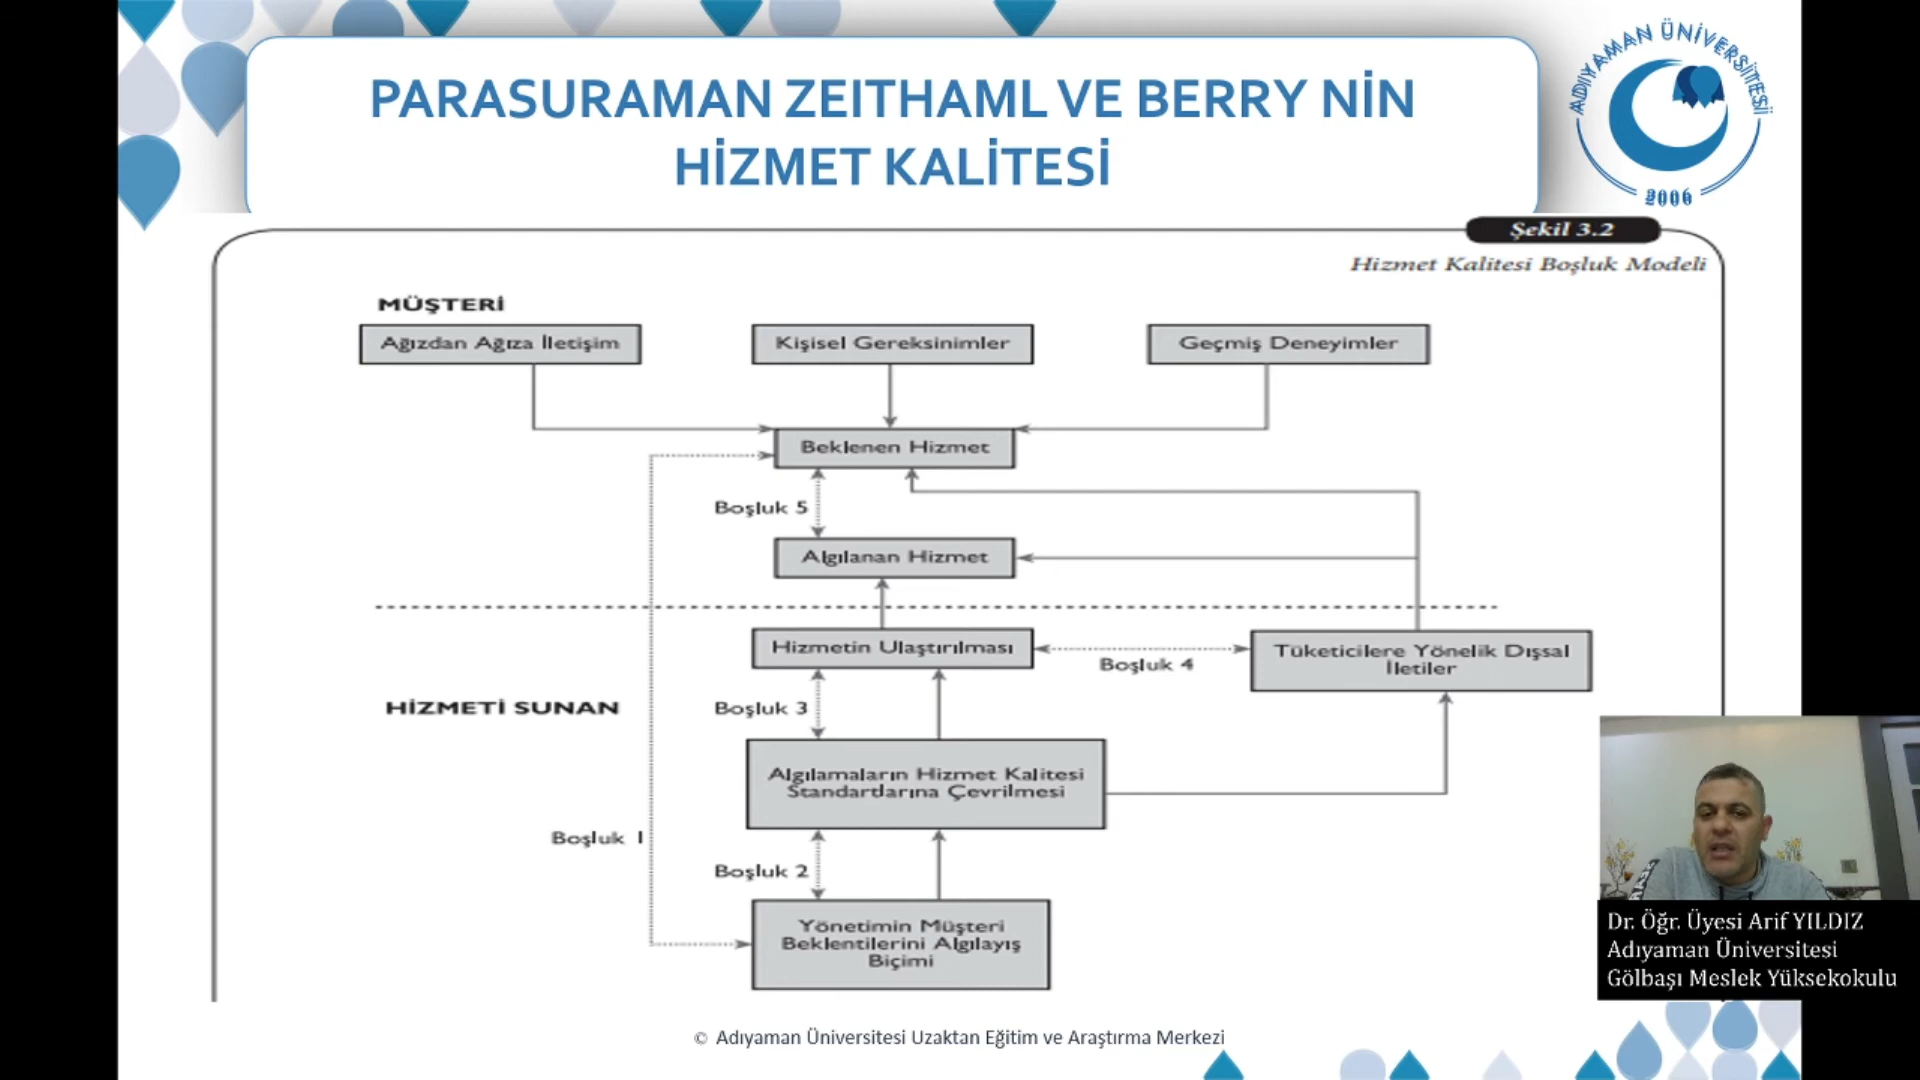 PARASURAMAN ZEITHAML VE BERRY NİN
HİZMET KALİTESİ
ADIYAMAN ÜNİVERSİTESİ
2006
Şekil 3.2
Hizmet Kalitesi Boşluk Modeli
MÜŞTERİ
Ağızdan Ağıza İletişim
Kişisel Gereksinimler
Geçmiş Deneyimler
Beklenen Hizmet
Boşluk 5
Algılanan Hizmet
Hizmetin Ulaştırılması
Boşluk 4
Tüketicilere Yönelik Dışsal
İletiler
HİZMETİ SUNAN
Boşluk 3
Algılamaların Hizmet Kalitesi
Standartlarına Çevrilmesi
Boşluk 1
Boşluk 2
Yönetimin Müşteri
Beklentilerini Algılayış
Biçimi
Dr. Öğr. Üyesi Arif YILDIZ
Adıyaman Üniversitesi
Gölbaşı Meslek Yüksekokulu
© Adıyaman Üniversitesi Uzaktan Eğitim ve Araştırma Merkezi